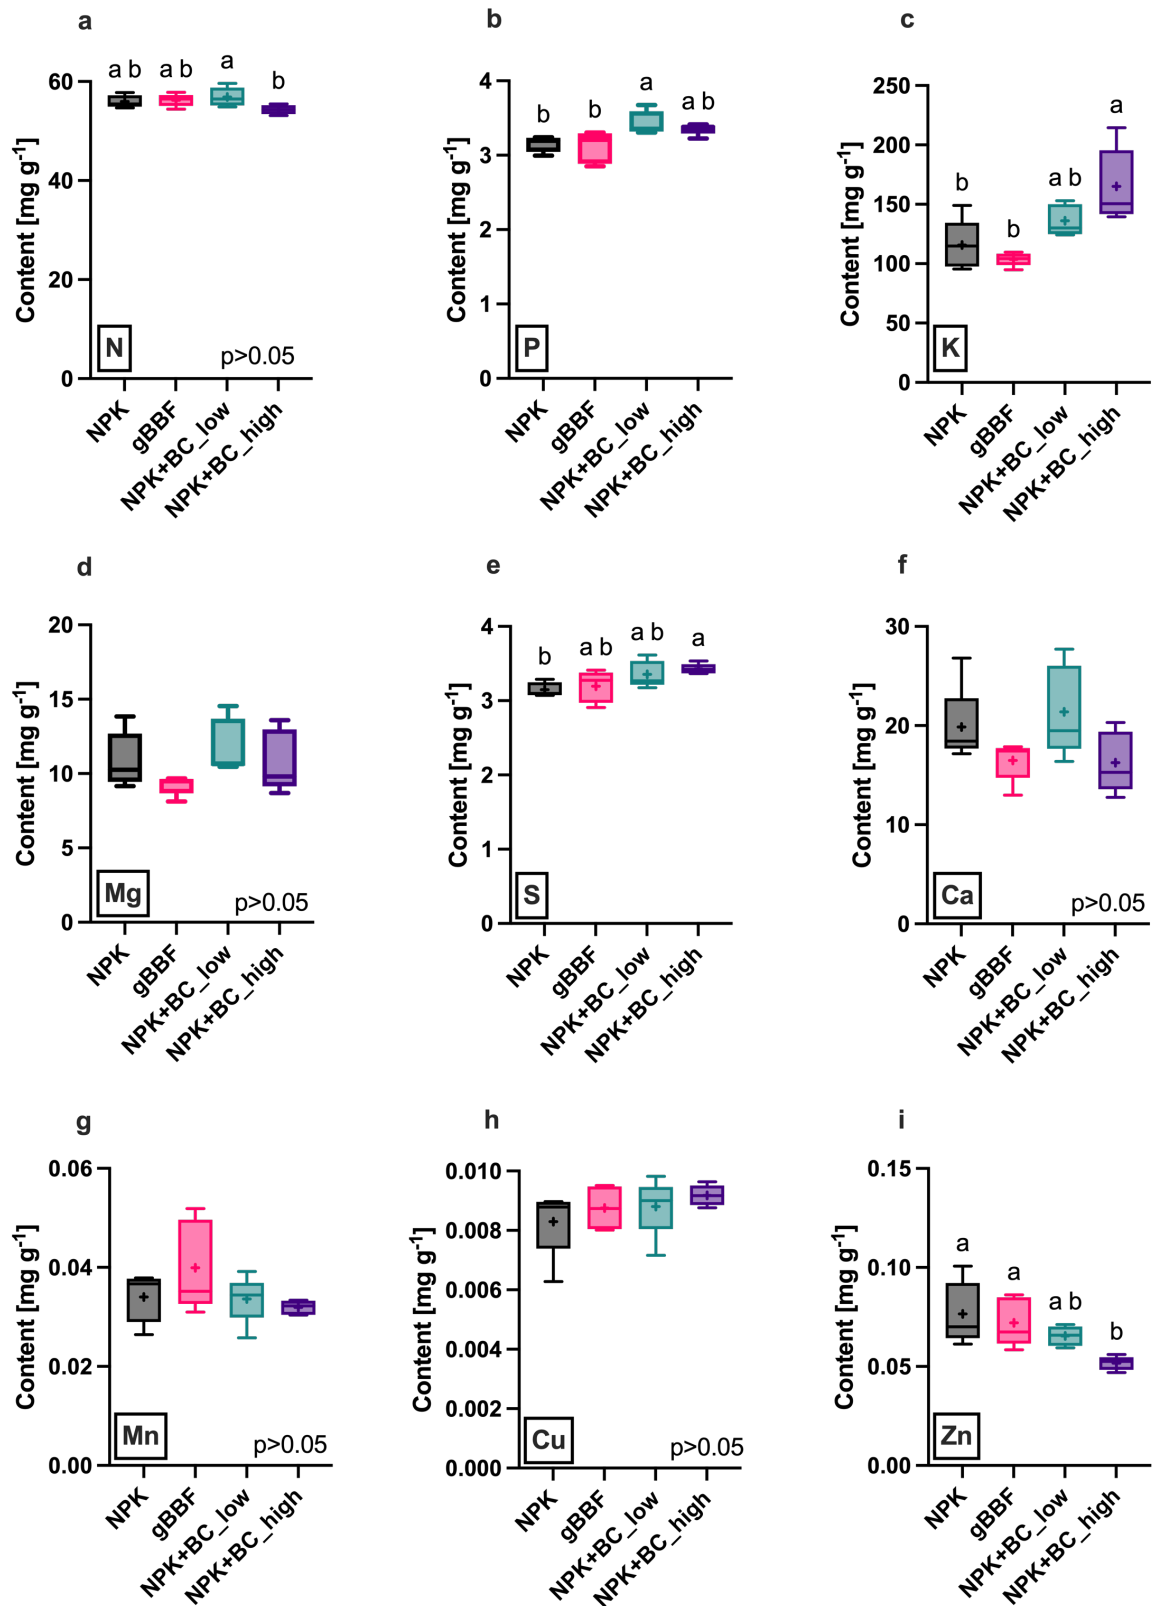 a
a b
a b
a
b
60
40
20
0
Content [mg g⁻¹]
N
p>0.05
NPK
gBBF
NPK+BC_low
NPK+BC_high
b
b
b
a
a b
4
3
2
1
0
Content [mg g⁻¹]
P
NPK
gBBF
NPK+BC_low
NPK+BC_high
c
b
b
a b
a
250
200
150
100
50
0
Content [mg g⁻¹]
K
NPK
gBBF
NPK+BC_low
NPK+BC_high
d
20
15
10
5
0
Content [mg g⁻¹]
Mg
p>0.05
NPK
gBBF
NPK+BC_low
NPK+BC_high
e
b
a b
a b
a
4
3
2
1
0
Content [mg g⁻¹]
S
NPK
gBBF
NPK+BC_low
NPK+BC_high
f
30
20
10
0
Content [mg g⁻¹]
Ca
p>0.05
NPK
gBBF
NPK+BC_low
NPK+BC_high
g
0.06
0.04
0.02
0.00
Content [mg g⁻¹]
Mn
p>0.05
NPK
gBBF
NPK+BC_low
NPK+BC_high
h
0.010
0.008
0.006
0.004
0.002
0.000
Content [mg g⁻¹]
Cu
p>0.05
NPK
gBBF
NPK+BC_low
NPK+BC_high
i
a
a
a b
b
0.15
0.10
0.05
0.00
Content [mg g⁻¹]
Zn
NPK
gBBF
NPK+BC_low
NPK+BC_high